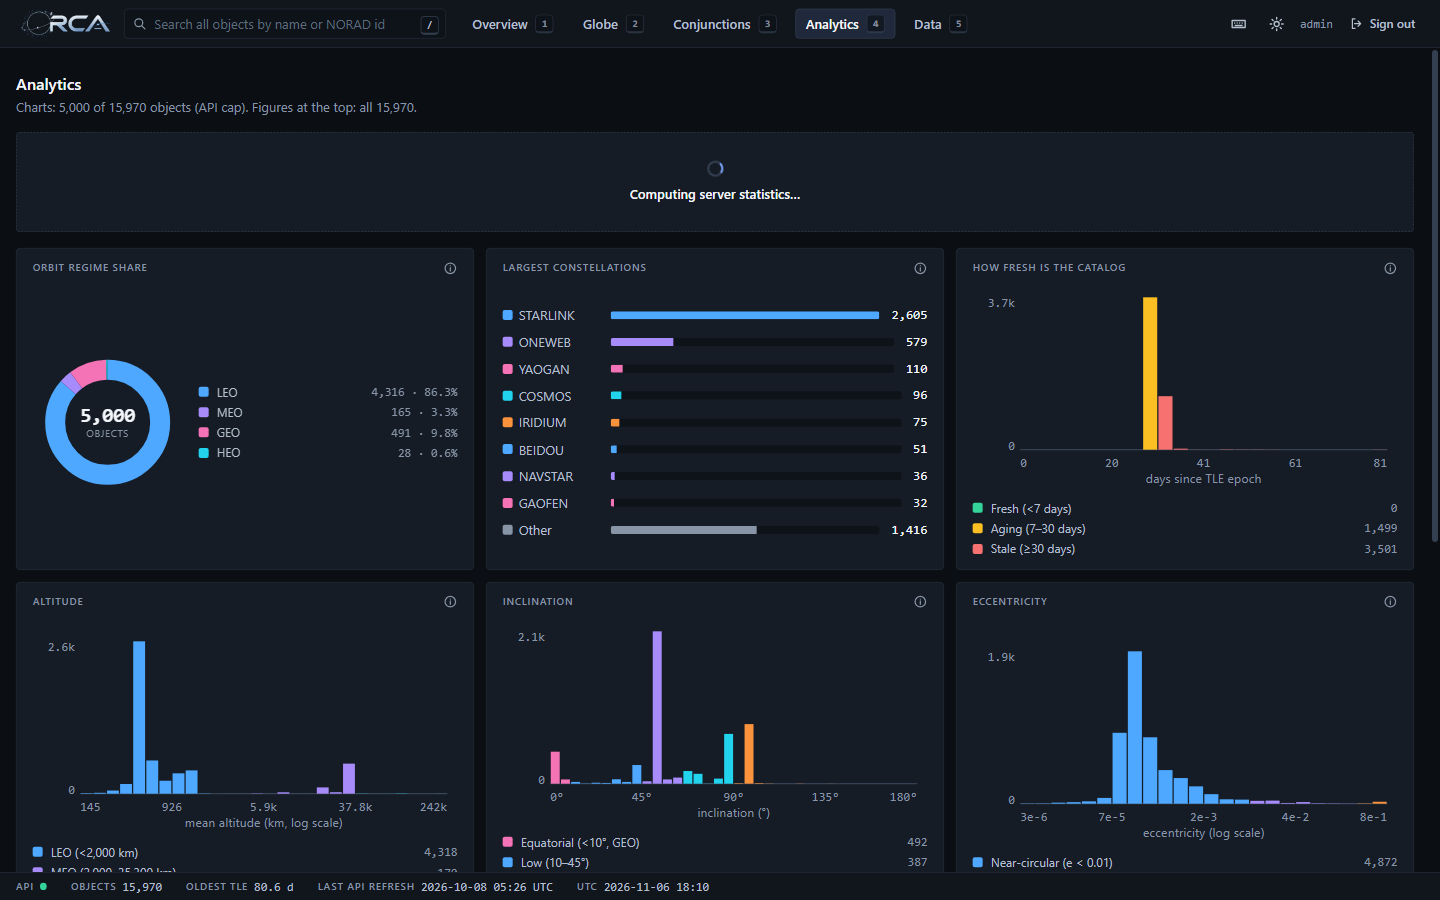 ORCA
Search all objects by name or NORAD id /
Overview 1
Globe 2
Conjunctions 3
Analytics 4
Data 5
admin
Sign out
Analytics
Charts: 5,000 of 15,970 objects (API cap). Figures at the top: all 15,970.
Computing server statistics...
ORBIT REGIME SHARE
5,000
OBJECTS
LEO 4,316 · 86.3%
MEO 165 · 3.3%
GEO 491 · 9.8%
HEO 28 · 0.6%
LARGEST CONSTELLATIONS
STARLINK 2,605
ONEWEB 579
YAOGAN 110
COSMOS 96
IRIDIUM 75
BEIDOU 51
NAVSTAR 36
GAOFEN 32
Other 1,416
HOW FRESH IS THE CATALOG
3.7k
0
0 20 41 61 81
days since TLE epoch
Fresh (<7 days) 0
Aging (7–30 days) 1,499
Stale (≥30 days) 3,501
ALTITUDE
2.6k
0
145 926 5.9k 37.8k 242k
mean altitude (km, log scale)
LEO (<2,000 km) 4,318
INCLINATION
2.1k
0
0° 45° 90° 135° 180°
inclination (°)
Equatorial (<10°, GEO) 492
Low (10–45°) 387
ECCENTRICITY
1.9k
0
3e-6 7e-5 2e-3 4e-2 8e-1
eccentricity (log scale)
Near-circular (e < 0.01) 4,872
API
OBJECTS 15,970
OLDEST TLE 80.6 d
LAST API REFRESH 2026-10-08 05:26 UTC
UTC 2026-11-06 18:10